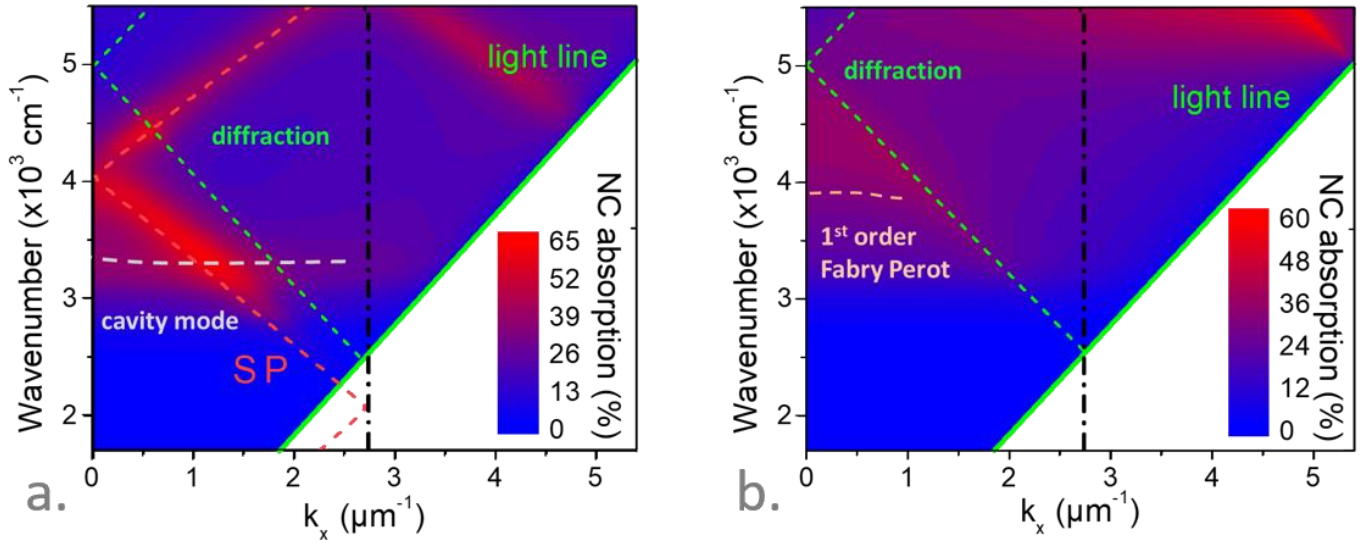 5
4
3
2
Wavenumber (x10³ cm⁻¹)
diffraction
light line
cavity mode
SP
65
52
39
26
13
0
NC absorption (%)
0 1 2 3 4 5
kₓ (µm⁻¹)
a.
5
4
3
2
Wavenumber (x10³ cm⁻¹)
diffraction
light line
1ˢᵗ order
Fabry Perot
60
48
36
24
12
0
NC absorption (%)
0 1 2 3 4 5
kₓ (µm⁻¹)
b.